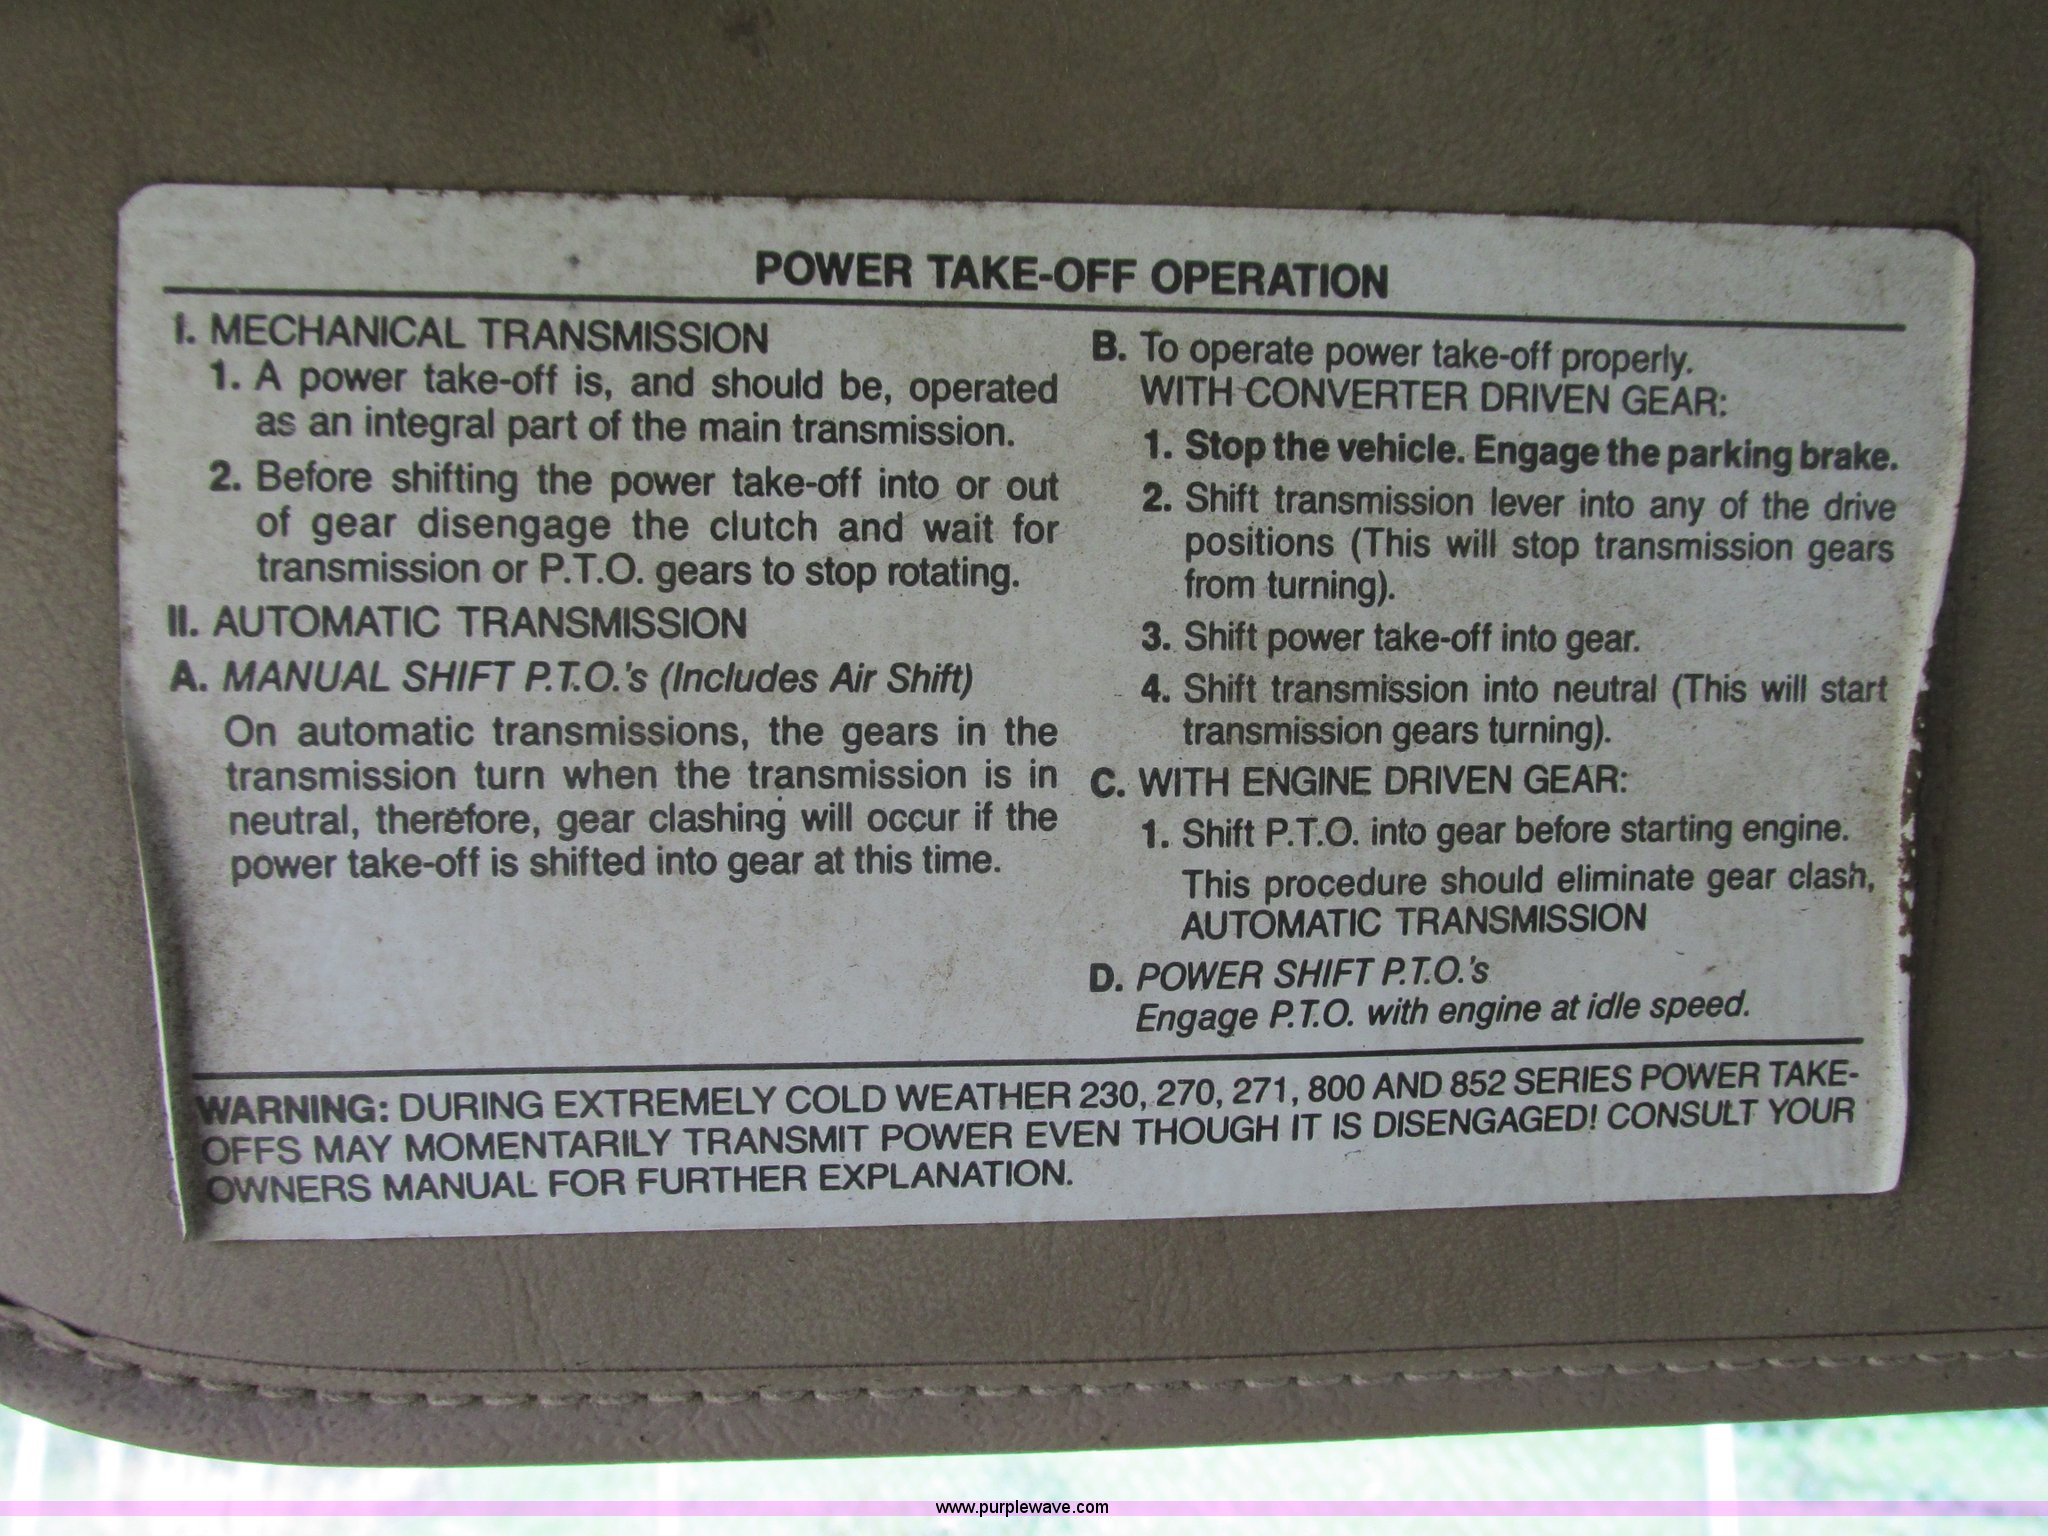 POWER TAKE-OFF OPERATION
I. MECHANICAL TRANSMISSION
1. A power take-off is, and should be, operated
as an integral part of the main transmission.
2. Before shifting the power take-off into or out
of gear disengage the clutch and wait for
transmission or P.T.O. gears to stop rotating.
II. AUTOMATIC TRANSMISSION
A. MANUAL SHIFT P.T.O.'s (Includes Air Shift)
On automatic transmissions, the gears in the
transmission turn when the transmission is in
neutral, therefore, gear clashing will occur if the
power take-off is shifted into gear at this time.
B. To operate power take-off properly.
WITH CONVERTER DRIVEN GEAR:
1. Stop the vehicle. Engage the parking brake.
2. Shift transmission lever into any of the drive
positions (This will stop transmission gears
from turning).
3. Shift power take-off into gear.
4. Shift transmission into neutral (This will start
transmission gears turning).
C. WITH ENGINE DRIVEN GEAR:
1. Shift P.T.O. into gear before starting engine.
This procedure should eliminate gear clash,
AUTOMATIC TRANSMISSION
D. POWER SHIFT P.T.O.'s
Engage P.T.O. with engine at idle speed.
WARNING: DURING EXTREMELY COLD WEATHER 230, 270, 271, 800 AND 852 SERIES POWER TAKE-
OFFS MAY MOMENTARILY TRANSMIT POWER EVEN THOUGH IT IS DISENGAGED! CONSULT YOUR
OWNERS MANUAL FOR FURTHER EXPLANATION.
www.purplewave.com